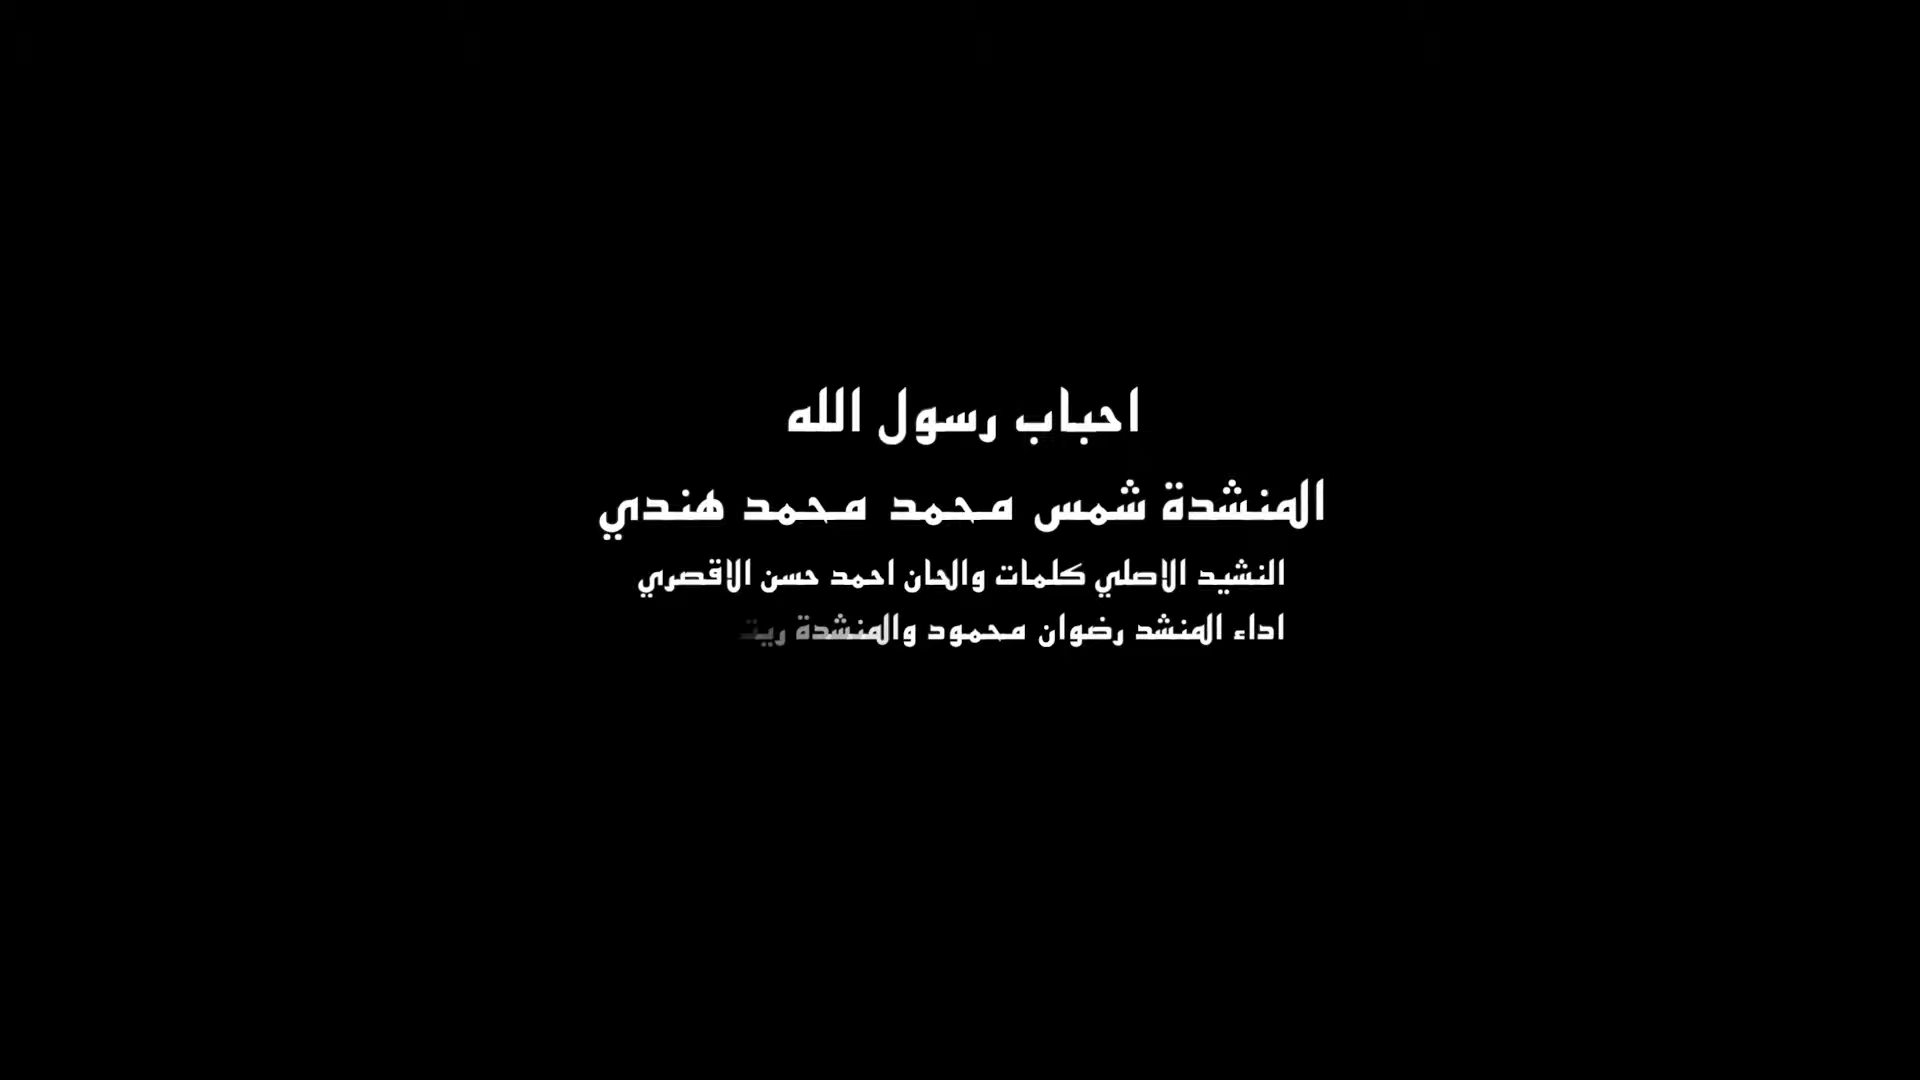 احباب رسول الله
المنشدة شمس محمد محمد هندي
النشيد الاصلي كلمات والحان احمد حسن الاقصري
اداء المنشد رضوان محمود والمنشدة